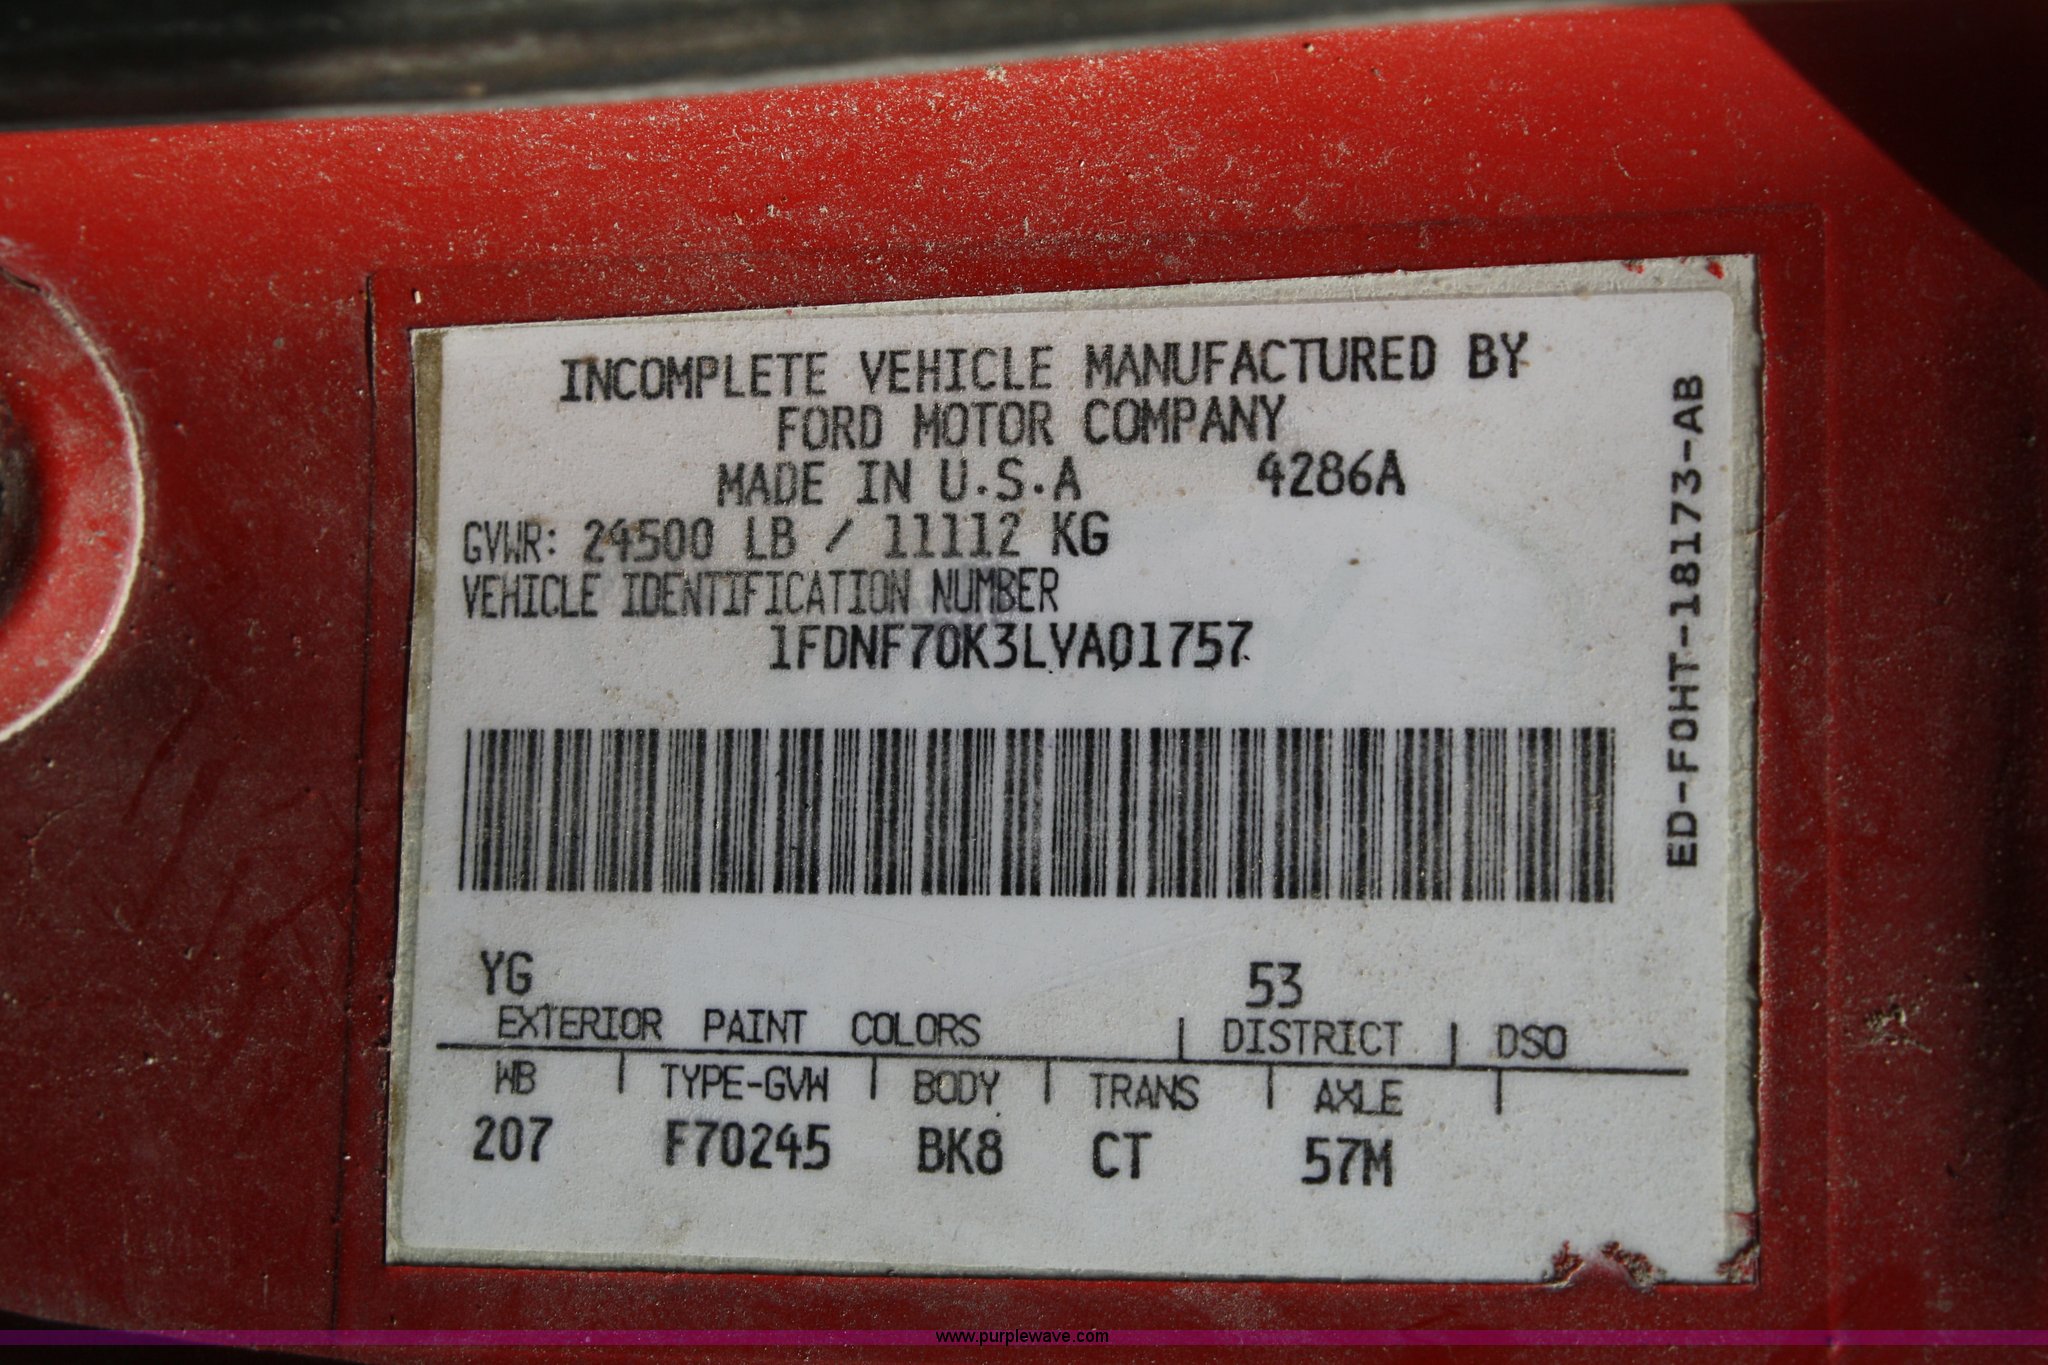 INCOMPLETE VEHICLE MANUFACTURED BY
FORD MOTOR COMPANY
MADE IN U.S.A 4286A
GVWR: 24500 LB / 11112 KG
VEHICLE IDENTIFICATION NUMBER
1FDNF70K3LVA01757
ED-F0HT-18173-AB
YG 53
EXTERIOR PAINT COLORS | DISTRICT | DSO
WB | TYPE-GVW | BODY | TRANS | AXLE |
207 F70245 BK8 CT 57M
www.purplewave.com